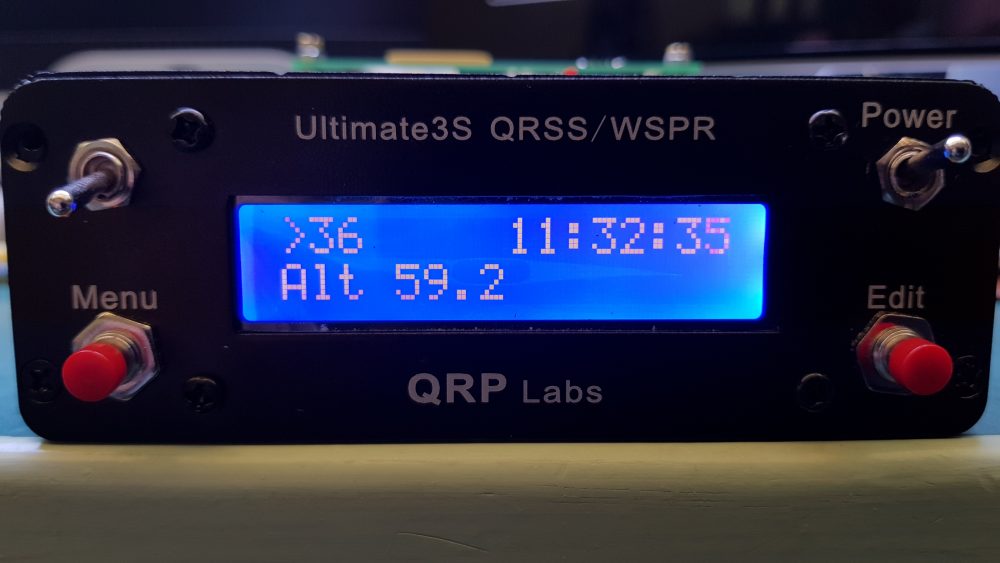 Ultimate3S QRSS/WSPR
Power
>36 11:32:35
Alt 59.2
Menu
Edit
QRP Labs